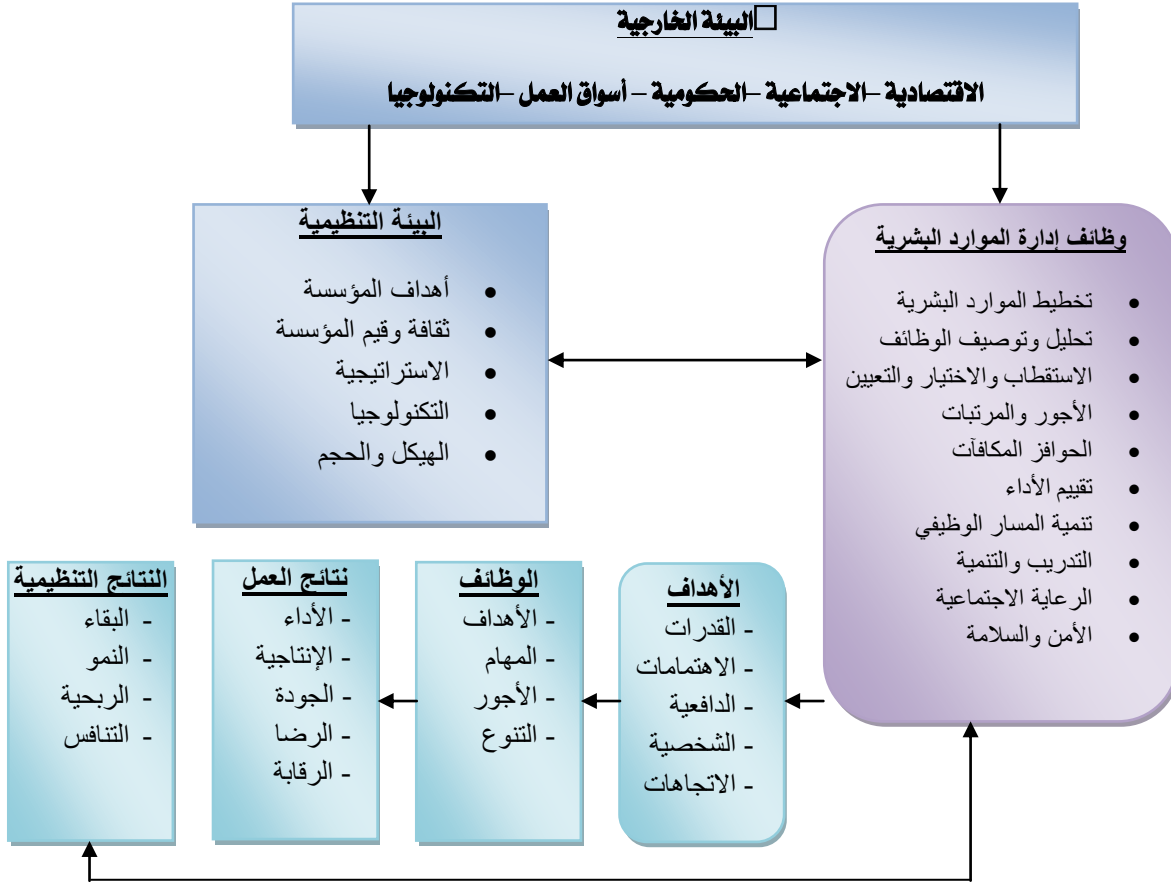 البيئة الخارجية
الاقتصادية –الاجتماعية –الحكومية – أسواق العمل –التكنولوجيا
وظائف إدارة الموارد البشرية
• تخطيط الموارد البشرية
• تحليل وتوصيف الوظائف
• الاستقطاب والاختيار والتعيين
• الأجور والمرتبات
• الحوافز المكافآت
• تقييم الأداء
• تنمية المسار الوظيفي
• التدريب والتنمية
• الرعاية الاجتماعية
• الأمن والسلامة
البيئة التنظيمية
• أهداف المؤسسة
• ثقافة وقيم المؤسسة
• الاستراتيجية
• التكنولوجيا
• الهيكل والحجم
الأهداف
- القدرات
- الاهتمامات
- الدافعية
- الشخصية
- الاتجاهات
الوظائف
- الأهداف
- المهام
- الأجور
- التنوع
نتائج العمل
- الأداء
- الإنتاجية
- الجودة
- الرضا
- الرقابة
النتائج التنظيمية
- البقاء
- النمو
- الربحية
- التنافس